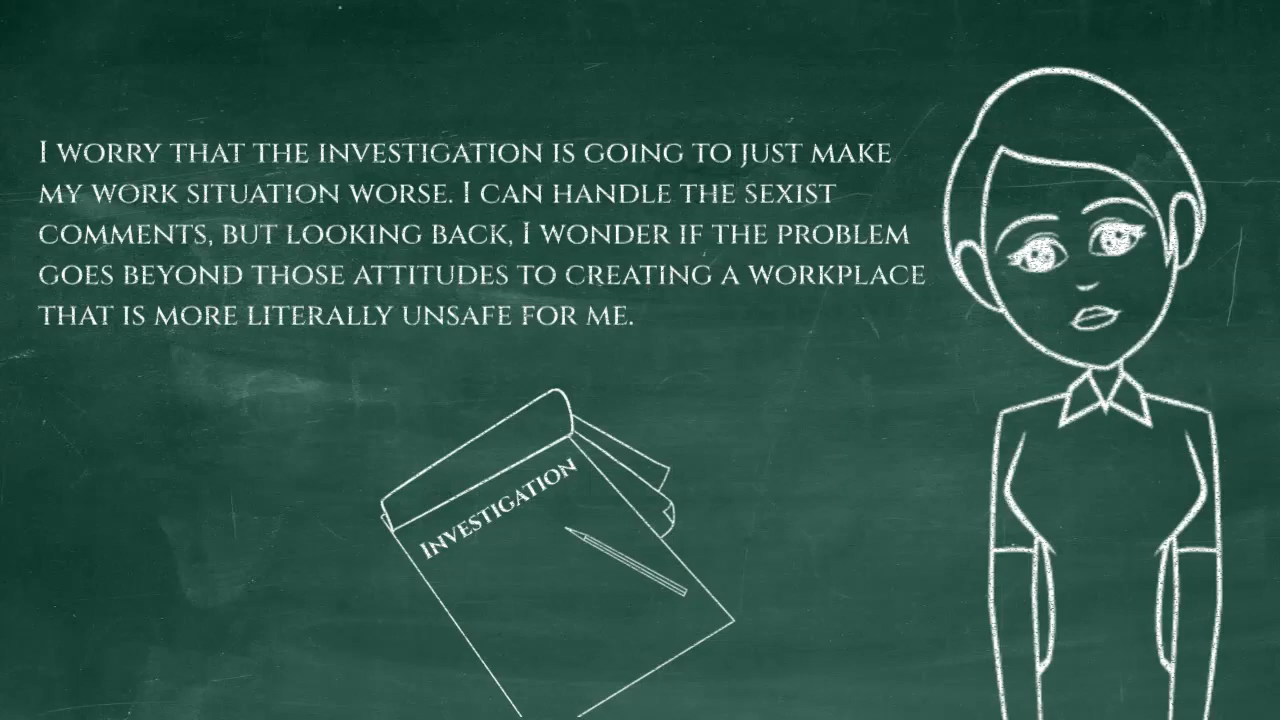 I worry that the investigation is going to just make
my work situation worse. I can handle the sexist
comments, but looking back, I wonder if the problem
goes beyond those attitudes to creating a workplace
that is more literally unsafe for me.
Investigation